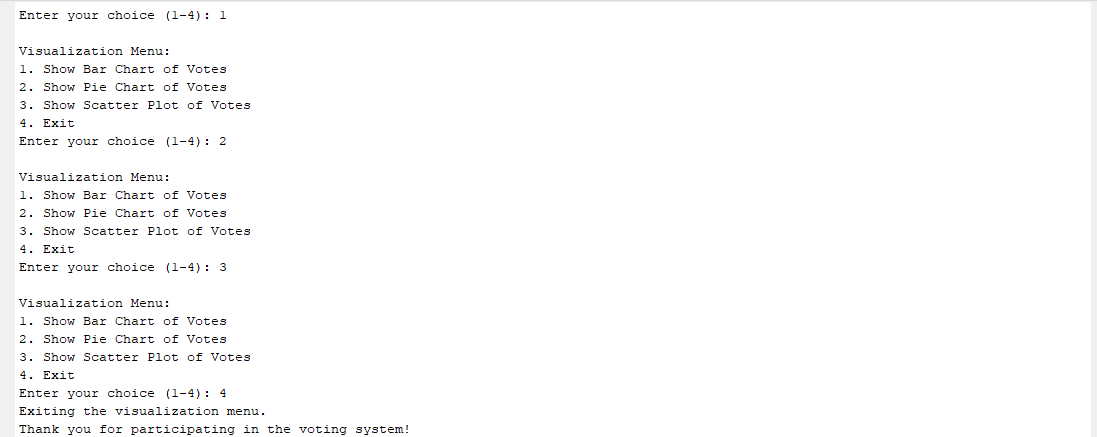 Enter your choice (1-4): 1
Visualization Menu:
1. Show Bar Chart of Votes
2. Show Pie Chart of Votes
3. Show Scatter Plot of Votes
4. Exit
Enter your choice (1-4): 2
Visualization Menu:
1. Show Bar Chart of Votes
2. Show Pie Chart of Votes
3. Show Scatter Plot of Votes
4. Exit
Enter your choice (1-4): 3
Visualization Menu:
1. Show Bar Chart of Votes
2. Show Pie Chart of Votes
3. Show Scatter Plot of Votes
4. Exit
Enter your choice (1-4): 4
Exiting the visualization menu.
Thank you for participating in the voting system!